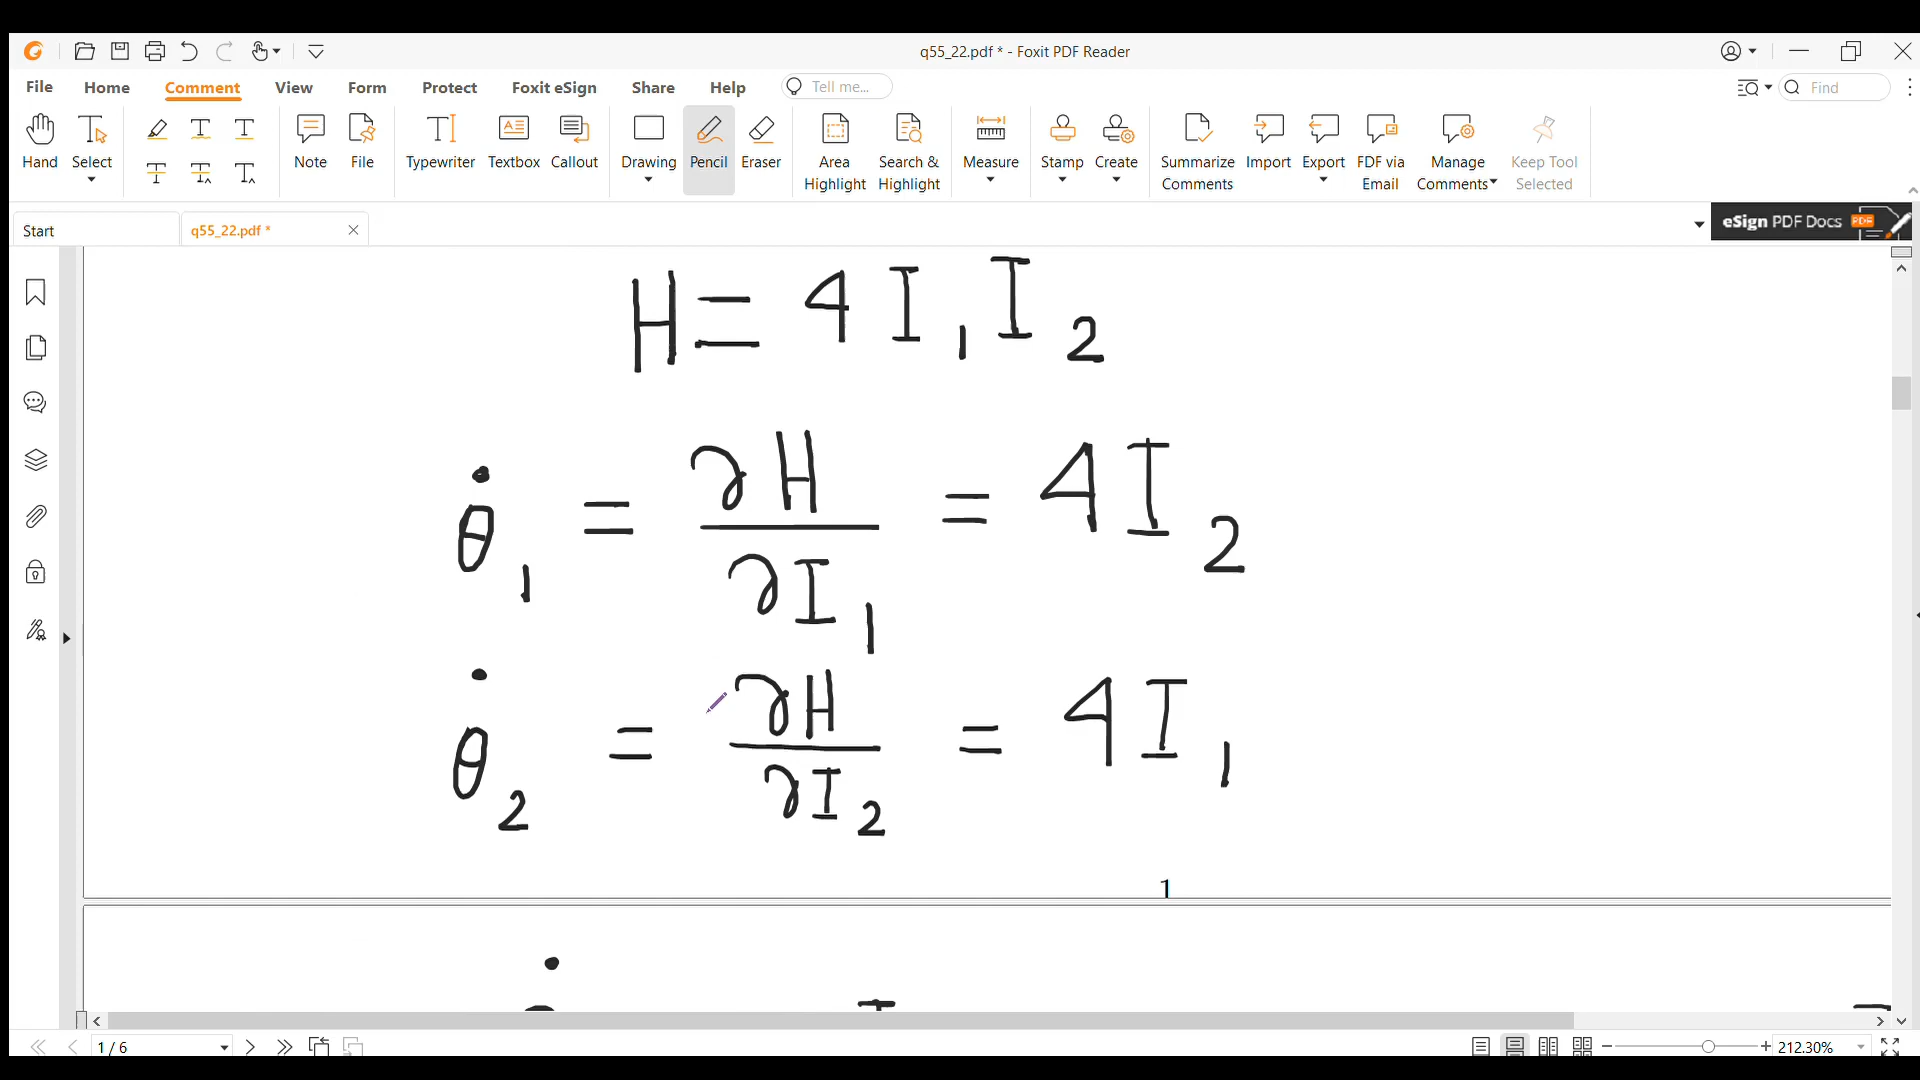 q55_22.pdf * - Foxit PDF Reader
File Home Comment View Form Protect Foxit eSign Share Help Tell me... Find
Hand Select Note File Typewriter Textbox Callout Drawing Pencil Eraser Area Highlight Search & Highlight Measure Stamp Create Summarize Comments Import Export FDF via Email Manage Comments Keep Tool Selected
Start q55_22.pdf * eSign PDF Docs PDF
H = 4 I₁ I₂
θ̇₁ = ∂H/∂I₁ = 4 I₂
θ̇₂ = ∂H/∂I₂ = 4 I₁
1
1 / 6 212.30%